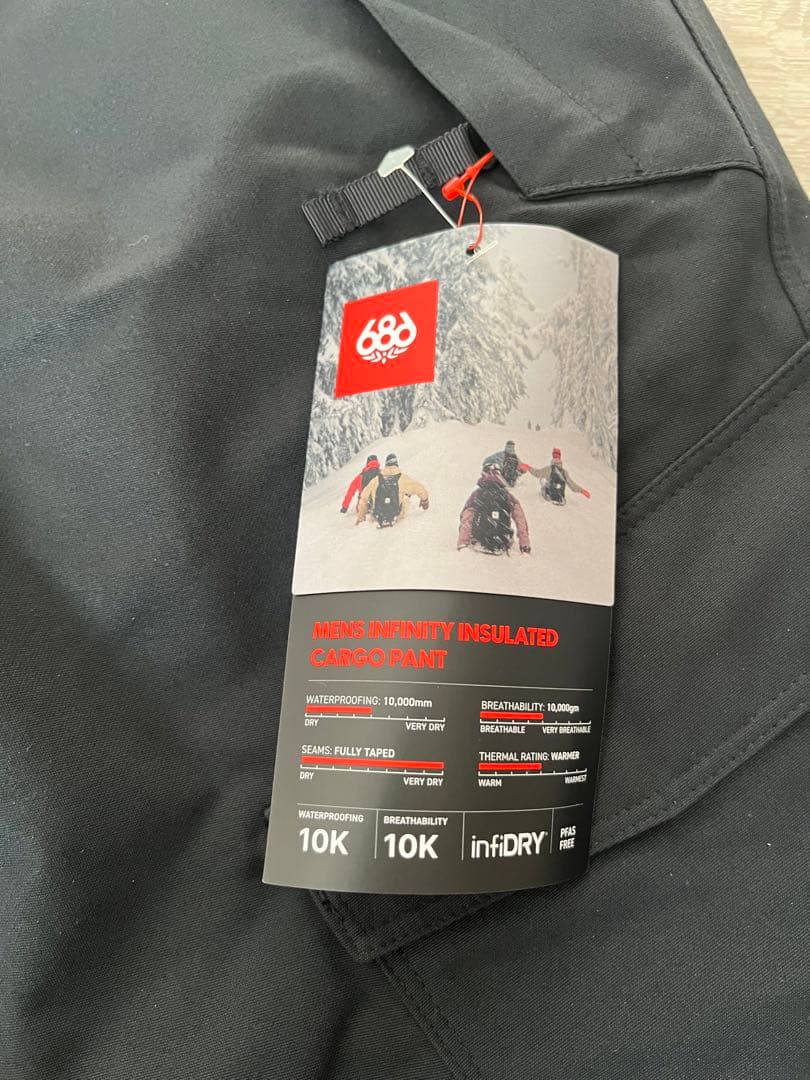 686
MENS INFINITY INSULATED
CARGO PANT
WATERPROOFING: 10,000mm
DRY VERY DRY
BREATHABILITY: 10,000gm
BREATHABLE VERY BREATHABLE
SEAMS: FULLY TAPED
DRY VERY DRY
THERMAL RATING: WARMER
WARM WARMEST
WATERPROOFING
10K
BREATHABILITY
10K
infiDRY®
PFAS
FREE